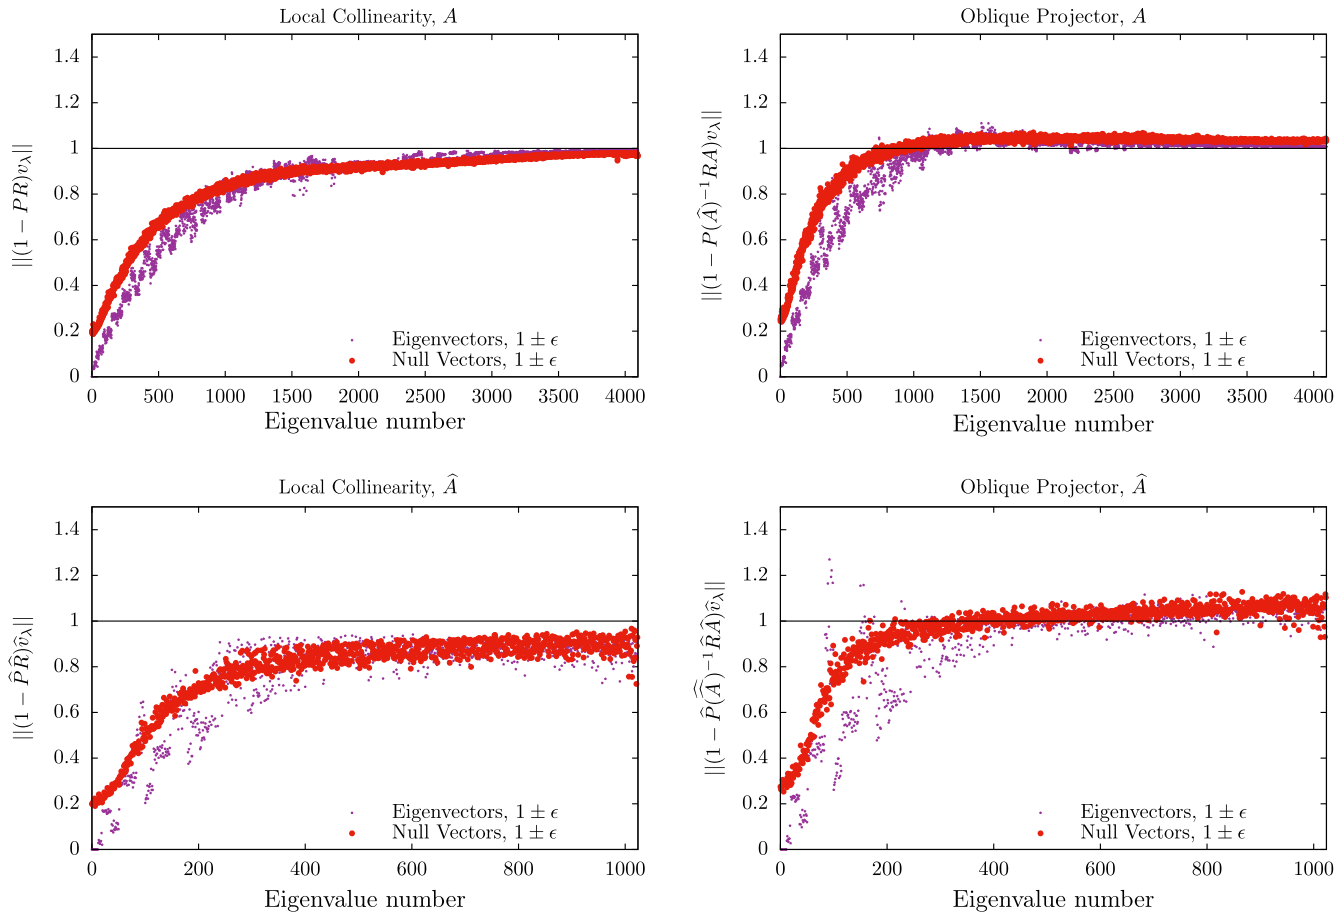 Local Collinearity, A
||(1 − PR)v_λ||
1.4
1.2
1
0.8
0.6
0.4
0.2
0
Eigenvectors, 1 ± ϵ
Null Vectors, 1 ± ϵ
0 500 1000 1500 2000 2500 3000 3500 4000
Eigenvalue number
Oblique Projector, A
||(1 − P(Â)⁻¹RA)v_λ||
1.4
1.2
1
0.8
0.6
0.4
0.2
0
Eigenvectors, 1 ± ϵ
Null Vectors, 1 ± ϵ
0 500 1000 1500 2000 2500 3000 3500 4000
Eigenvalue number
Local Collinearity, Â
||(1 − P̂R̂)v̂_λ||
1.4
1.2
1
0.8
0.6
0.4
0.2
0
Eigenvectors, 1 ± ϵ
Null Vectors, 1 ± ϵ
0 200 400 600 800 1000
Eigenvalue number
Oblique Projector, Â
||(1 − P̂(Â̂)⁻¹R̂Â)v̂_λ||
1.4
1.2
1
0.8
0.6
0.4
0.2
0
Eigenvectors, 1 ± ϵ
Null Vectors, 1 ± ϵ
0 200 400 600 800 1000
Eigenvalue number